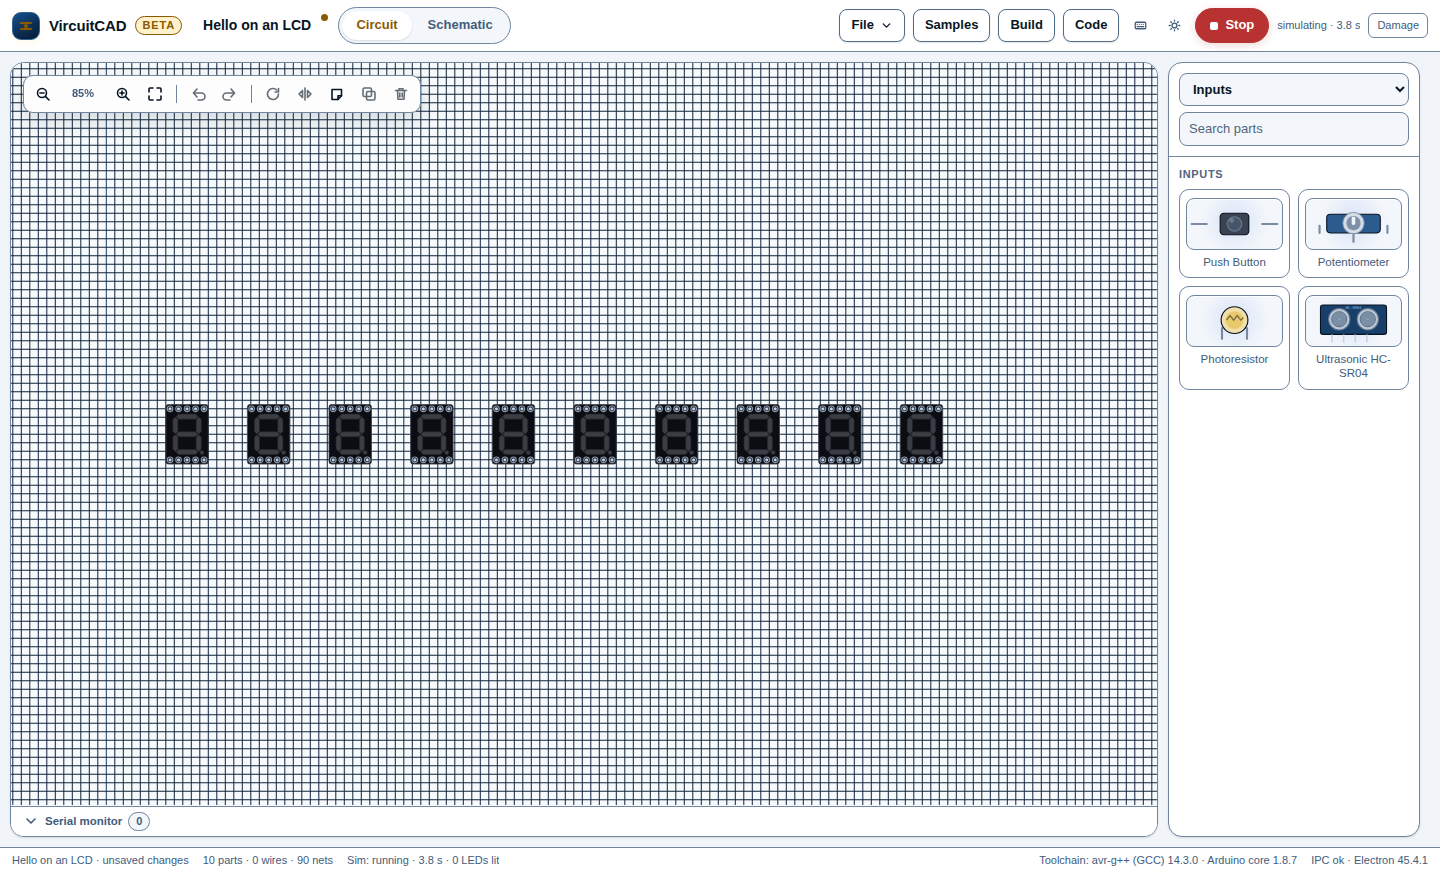 VircuitCAD BETA Hello on an LCD Circuit Schematic File Samples Build Code Stop simulating · 3.8 s Damage
85%
Inputs
Search parts
INPUTS
Push Button Potentiometer
Photoresistor Ultrasonic HC-
SR04
Serial monitor 0
Hello on an LCD · unsaved changes 10 parts · 0 wires · 90 nets Sim: running · 3.8 s · 0 LEDs lit Toolchain: avr-g++ (GCC) 14.3.0 · Arduino core 1.8.7 IPC ok · Electron 45.4.1